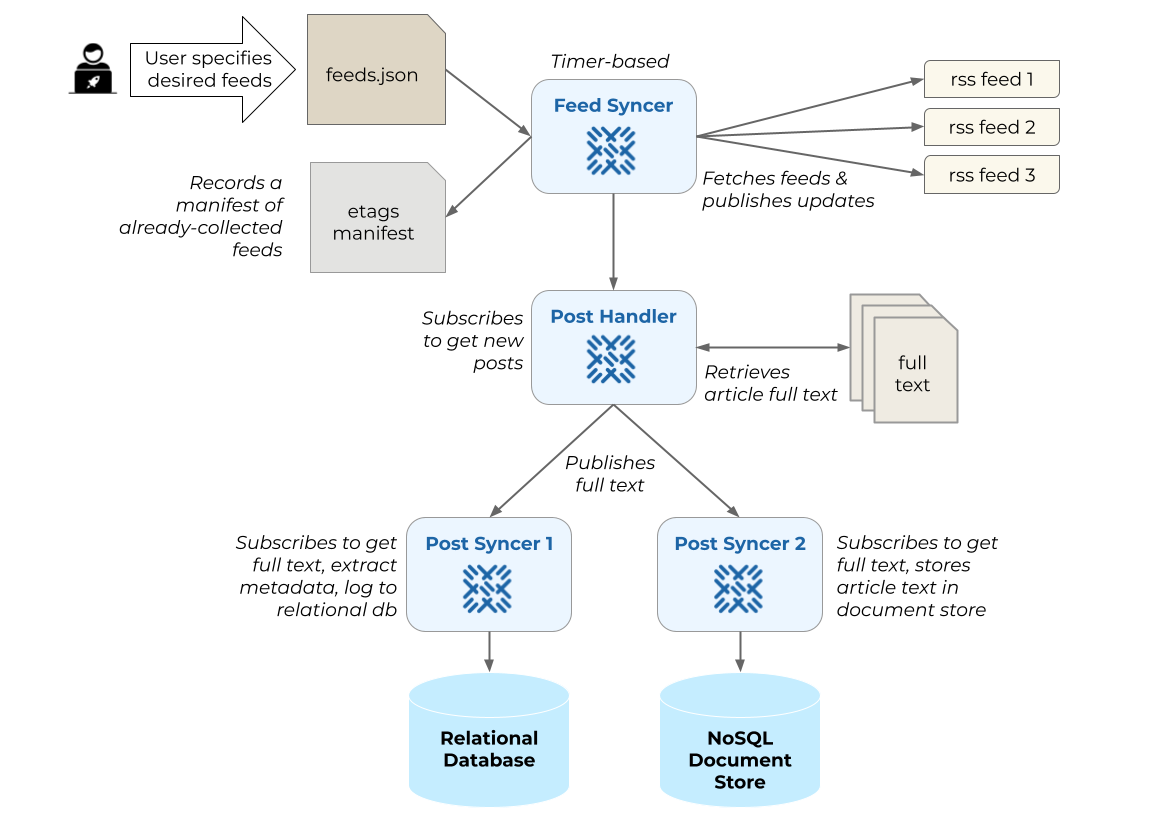 User specifies
desired feeds
feeds.json
Timer-based
Feed Syncer
rss feed 1
rss feed 2
rss feed 3
Fetches feeds &
publishes updates
Records a
manifest of
already-collected
feeds
etags
manifest
Subscribes
to get new
posts
Post Handler
Retrieves
article full text
full
text
Publishes
full text
Subscribes to get
full text, extract
metadata, log to
relational db
Post Syncer 1
Post Syncer 2
Subscribes to get
full text, stores
article text in
document store
Relational
Database
NoSQL
Document
Store